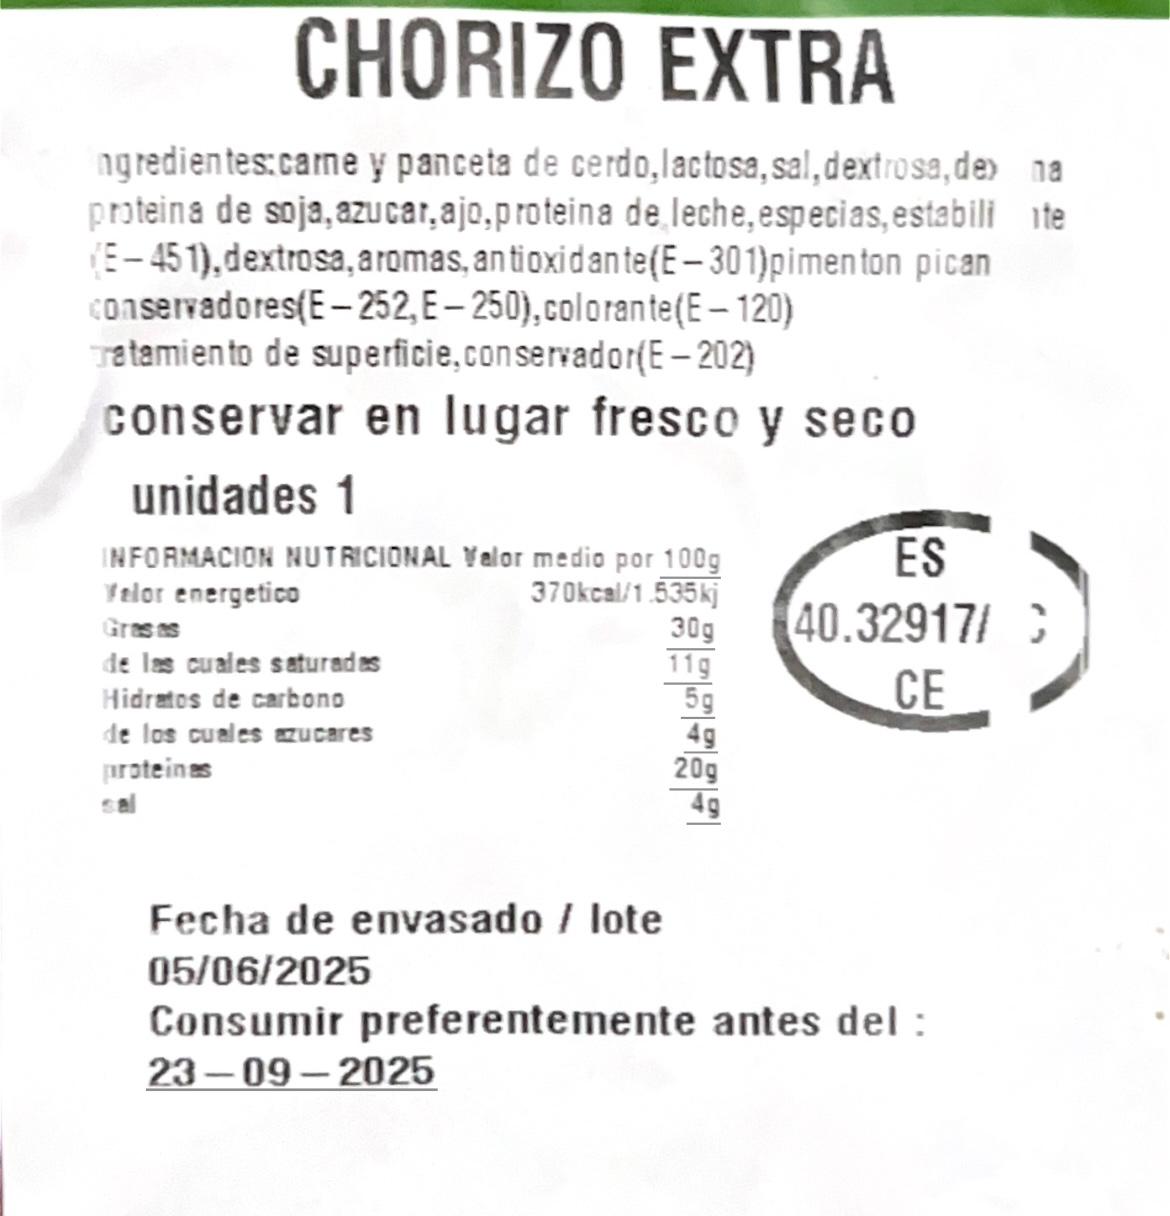 CHORIZO EXTRA
ngredientes:carne y panceta de cerdo,lactosa,sal,dextrosa,
proteina de soja,azucar,ajo,proteina de leche,especias,
(E-451),dextrosa,aromas,antioxidante(E-301)pimenton pican
conservadores(E-252,E-250),colorante(E-120)
ratamiento de superficie,conservador(E-202)
conservar en lugar fresco y seco
unidades 1
INFORMACION NUTRICIONAL Valor medio por 100g
Valor energetico 370kcal/1.535kj
Grasas 30g
de las cuales saturadas 11g
Hidratos de carbono 5g
de los cuales azucares 4g
proteinas 20g
sal 4g
ES
40.32917/ C
CE
Fecha de envasado / lote
05/06/2025
Consumir preferentemente antes del :
23-09-2025